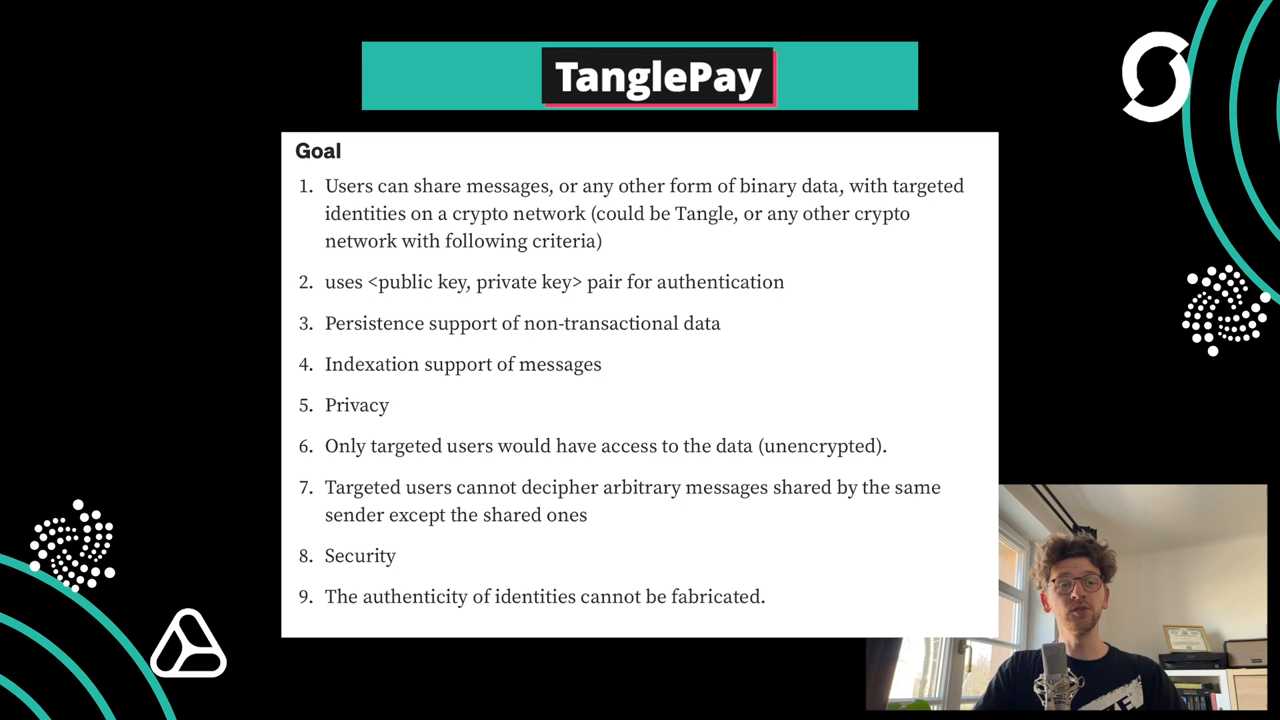 TanglePay
Goal
1. Users can share messages, or any other form of binary data, with targeted
identities on a crypto network (could be Tangle, or any other crypto
network with following criteria)
2. uses <public key, private key> pair for authentication
3. Persistence support of non-transactional data
4. Indexation support of messages
5. Privacy
6. Only targeted users would have access to the data (unencrypted).
7. Targeted users cannot decipher arbitrary messages shared by the same
sender except the shared ones
8. Security
9. The authenticity of identities cannot be fabricated.